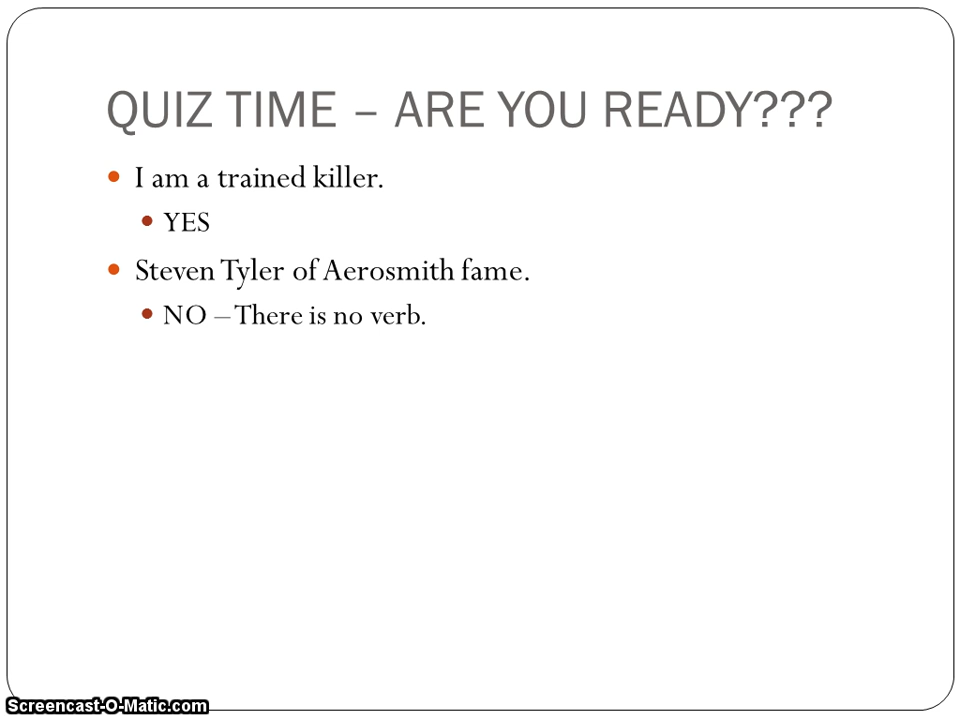 QUIZ TIME – ARE YOU READY???
I am a trained killer.
YES
Steven Tyler of Aerosmith fame.
NO – There is no verb.
Screencast-O-Matic.com